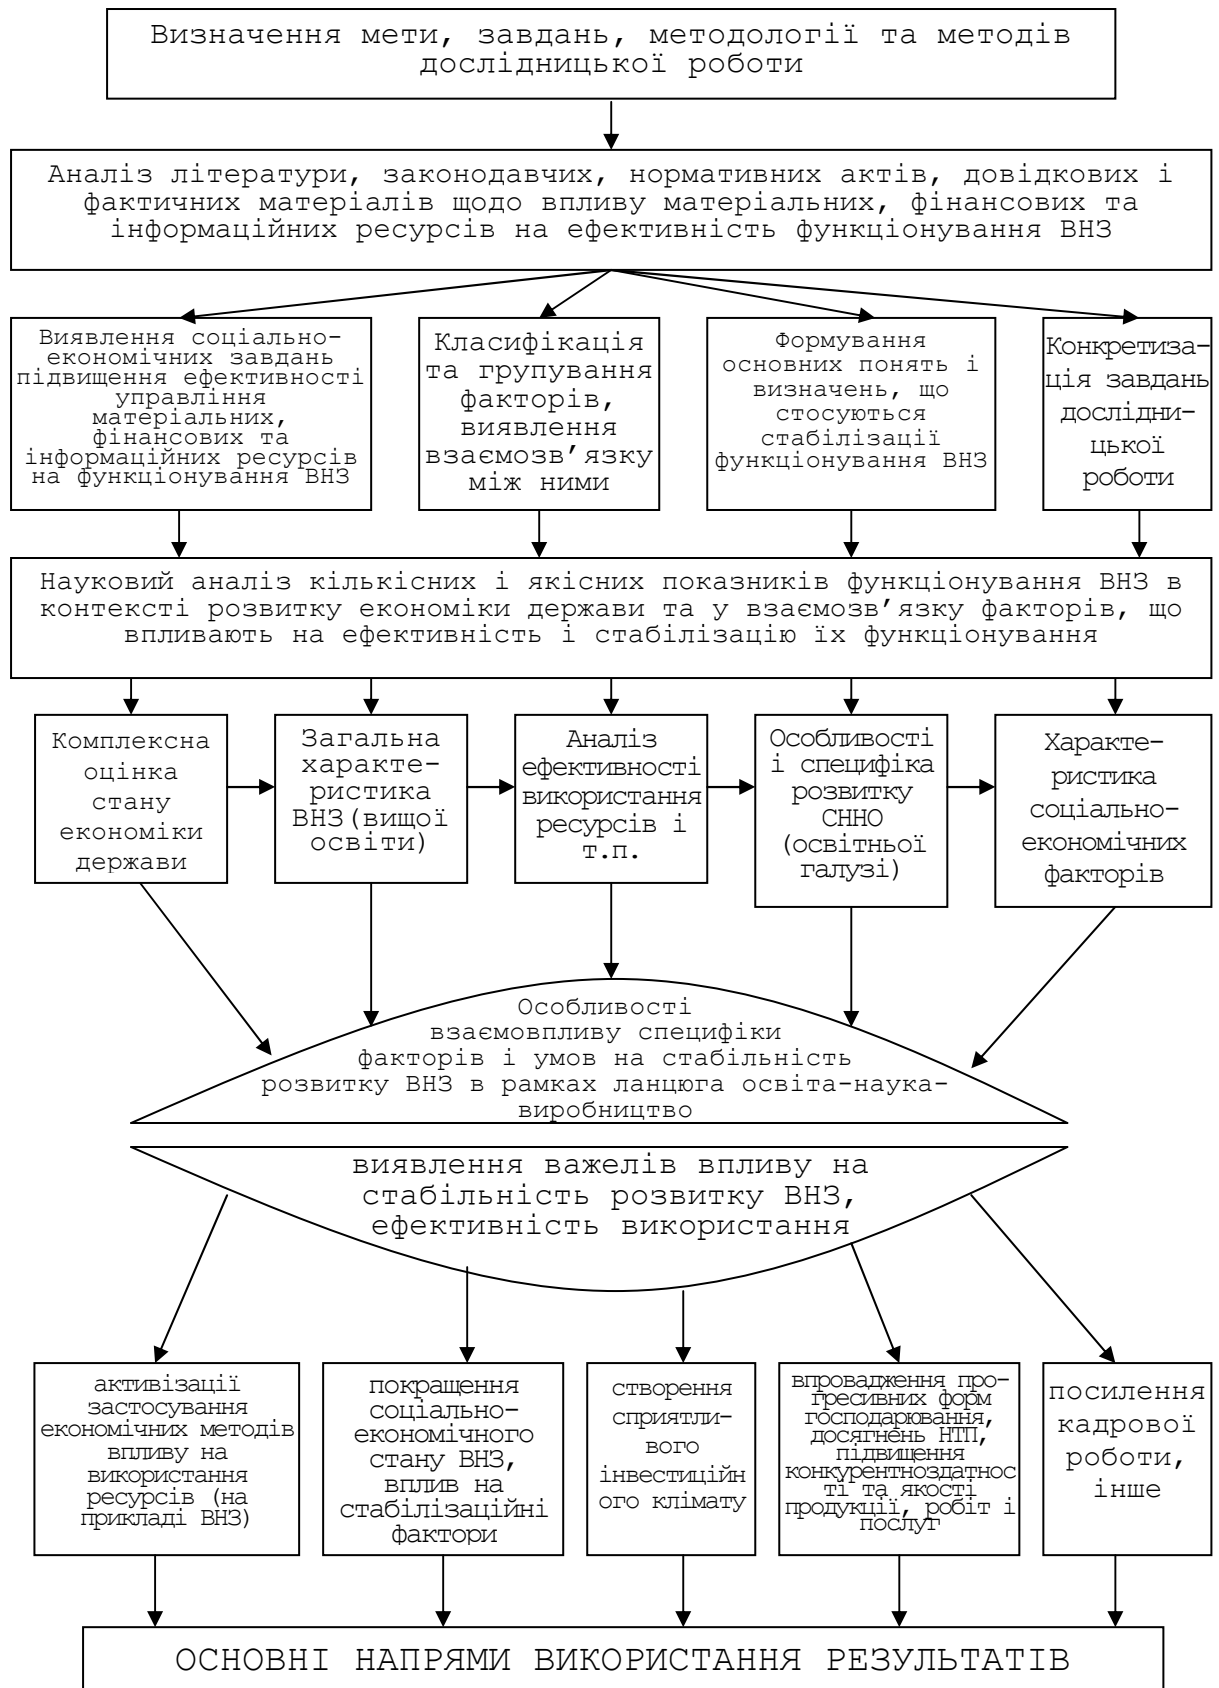 Визначення мети, завдань, методології та методів
дослідницької роботи
Аналіз літератури, законодавчих, нормативних актів, довідкових і
фактичних матеріалів щодо впливу матеріальних, фінансових та
інформаційних ресурсів на ефективність функціонування ВНЗ
Виявлення соціально-
економічних завдань
підвищення ефективності
управління
матеріальних,
фінансових та
інформаційних ресурсів
на функціонування ВНЗ
Класифікація
та групування
факторів,
виявлення
взаємозв’язку
між ними
Формування
основних понять і
визначень, що
стосуються
стабілізації
функціонування ВНЗ
Конкретиза-
ція завдань
дослідни-
цької
роботи
Науковий аналіз кількісних і якісних показників функціонування ВНЗ в
контексті розвитку економіки держави та у взаємозв’язку факторів, що
впливають на ефективність і стабілізацію їх функціонування
Комплексна
оцінка
стану
економіки
держави
Загальна
характе-
ристика
ВНЗ(вищої
освіти)
Аналіз
ефективності
використання
ресурсів і
т.п.
Особливості
і специфіка
розвитку
СННО
(освітньої
галузі)
Характе-
ристика
соціально-
економічних
факторів
Особливості
взаємовпливу специфіки
факторів і умов на стабільність
розвитку ВНЗ в рамках ланцюга освіта-наука-
виробництво
виявлення важелів впливу на
стабільність розвитку ВНЗ,
ефективність використання
активізації
застосування
економічних методів
впливу на
використання
ресурсів (на
прикладі ВНЗ)
покращення
соціально-
економічного
стану ВНЗ,
вплив на
стабілізаційні
фактори
створення
сприятли-
вого
інвестиційн
ого клімату
впровадження про-
гресивних форм
господарювання,
досягнень НТП,
підвищення
конкурентноздатнос
ті та якості
продукції, робіт і
послуг
посилення
кадрової
роботи,
інше
ОСНОВНІ НАПРЯМИ ВИКОРИСТАННЯ РЕЗУЛЬТАТІВ